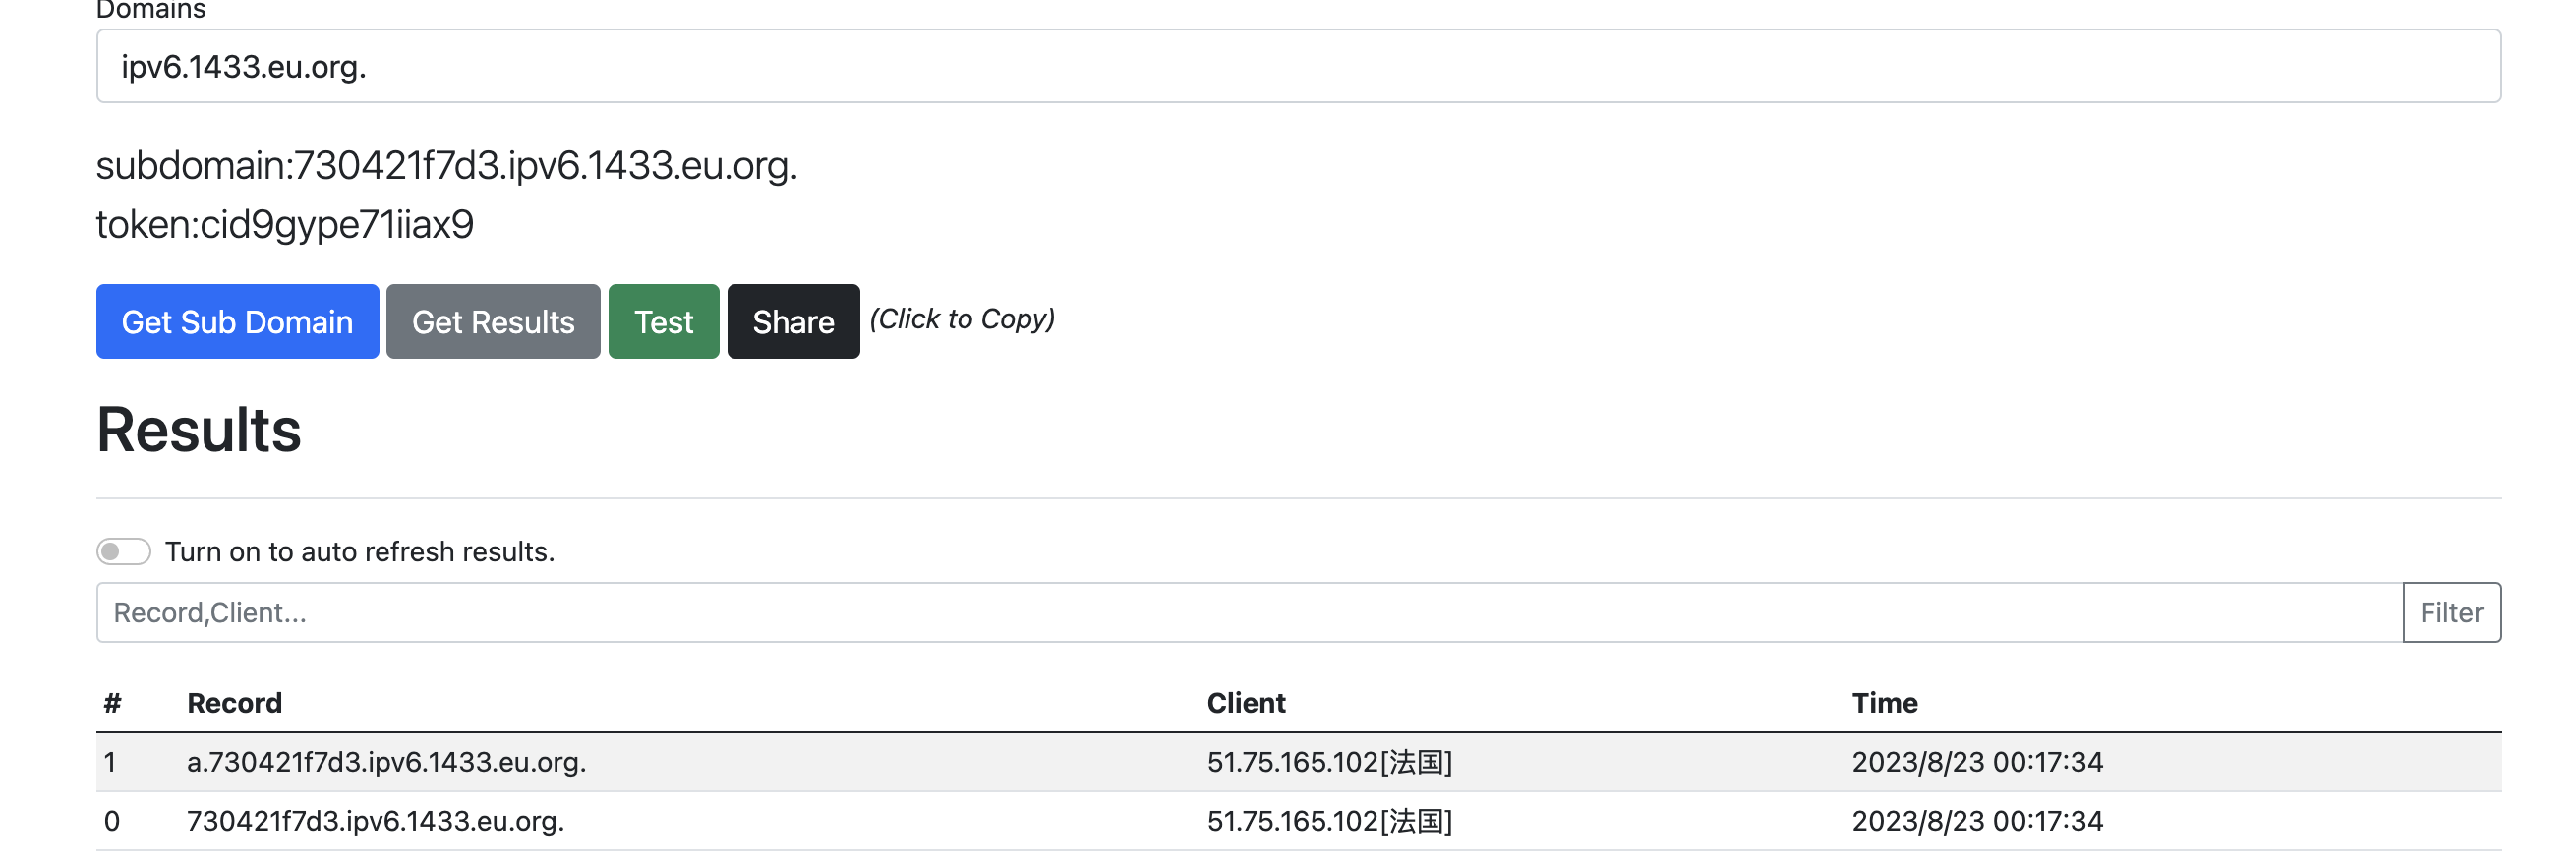 Domains
ipv6.1433.eu.org.
subdomain:730421f7d3.ipv6.1433.eu.org.
token:cid9gype71iiax9
Get Sub Domain Get Results Test Share (Click to Copy)
Results
Turn on to auto refresh results.
Record,Client... Filter
# Record Client Time
1 a.730421f7d3.ipv6.1433.eu.org. 51.75.165.102[法国] 2023/8/23 00:17:34
0 730421f7d3.ipv6.1433.eu.org. 51.75.165.102[法国] 2023/8/23 00:17:34